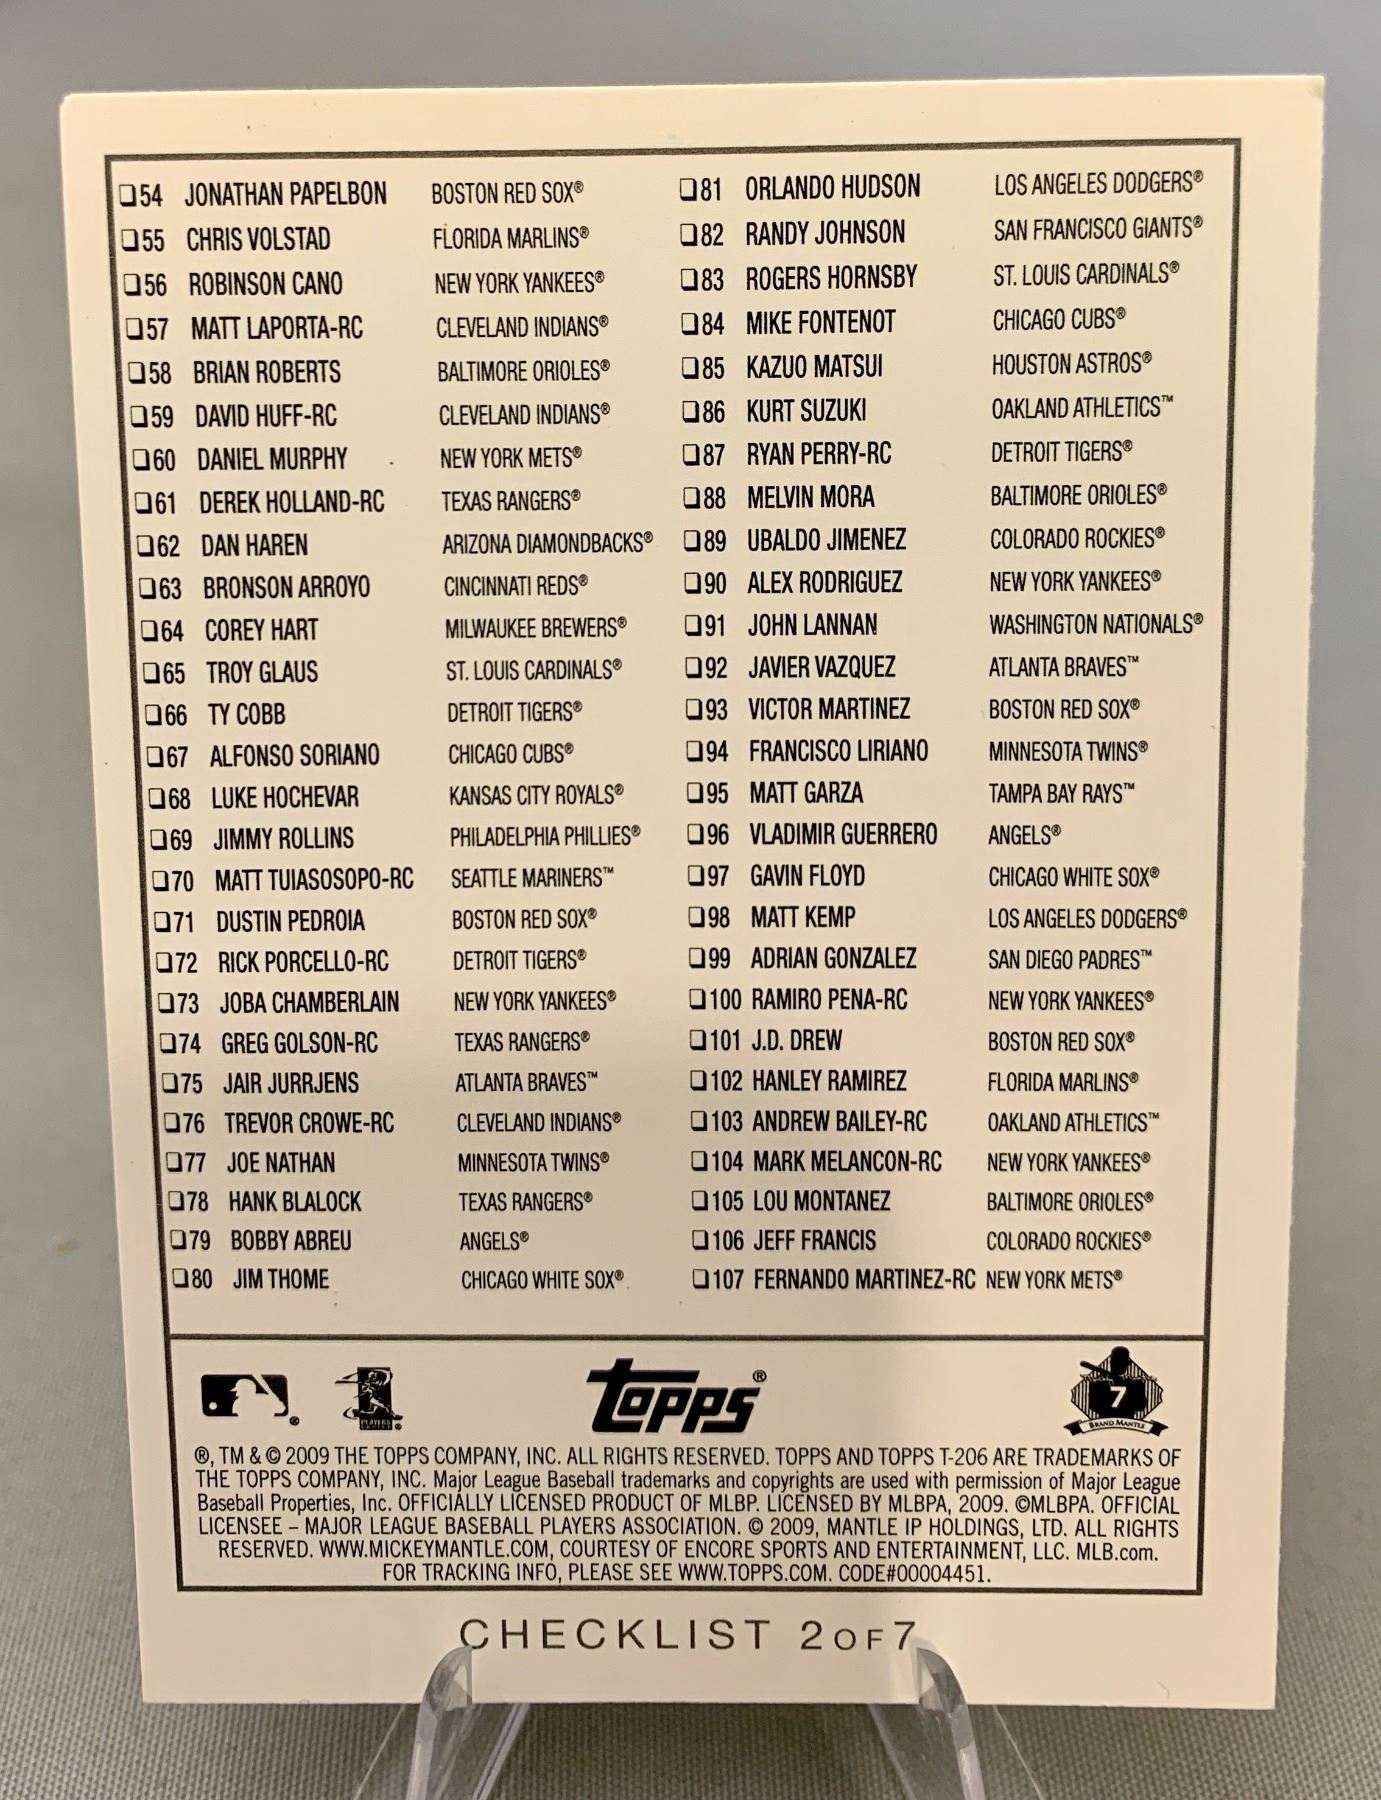 ❏54 JONATHAN PAPELBON BOSTON RED SOX®
❏55 CHRIS VOLSTAD FLORIDA MARLINS®
❏56 ROBINSON CANO NEW YORK YANKEES®
❏57 MATT LAPORTA-RC CLEVELAND INDIANS®
❏58 BRIAN ROBERTS BALTIMORE ORIOLES®
❏59 DAVID HUFF-RC CLEVELAND INDIANS®
❏60 DANIEL MURPHY NEW YORK METS®
❏61 DEREK HOLLAND-RC TEXAS RANGERS®
❏62 DAN HAREN ARIZONA DIAMONDBACKS®
❏63 BRONSON ARROYO CINCINNATI REDS®
❏64 COREY HART MILWAUKEE BREWERS®
❏65 TROY GLAUS ST. LOUIS CARDINALS®
❏66 TY COBB DETROIT TIGERS®
❏67 ALFONSO SORIANO CHICAGO CUBS®
❏68 LUKE HOCHEVAR KANSAS CITY ROYALS®
❏69 JIMMY ROLLINS PHILADELPHIA PHILLIES®
❏70 MATT TUIASOSOPO-RC SEATTLE MARINERS™
❏71 DUSTIN PEDROIA BOSTON RED SOX®
❏72 RICK PORCELLO-RC DETROIT TIGERS®
❏73 JOBA CHAMBERLAIN NEW YORK YANKEES®
❏74 GREG GOLSON-RC TEXAS RANGERS®
❏75 JAIR JURRJENS ATLANTA BRAVES™
❏76 TREVOR CROWE-RC CLEVELAND INDIANS®
❏77 JOE NATHAN MINNESOTA TWINS®
❏78 HANK BLALOCK TEXAS RANGERS®
❏79 BOBBY ABREU ANGELS®
❏80 JIM THOME CHICAGO WHITE SOX®
❏81 ORLANDO HUDSON LOS ANGELES DODGERS®
❏82 RANDY JOHNSON SAN FRANCISCO GIANTS®
❏83 ROGERS HORNSBY ST. LOUIS CARDINALS®
❏84 MIKE FONTENOT CHICAGO CUBS®
❏85 KAZUO MATSUI HOUSTON ASTROS®
❏86 KURT SUZUKI OAKLAND ATHLETICS™
❏87 RYAN PERRY-RC DETROIT TIGERS®
❏88 MELVIN MORA BALTIMORE ORIOLES®
❏89 UBALDO JIMENEZ COLORADO ROCKIES®
❏90 ALEX RODRIGUEZ NEW YORK YANKEES®
❏91 JOHN LANNAN WASHINGTON NATIONALS®
❏92 JAVIER VAZQUEZ ATLANTA BRAVES™
❏93 VICTOR MARTINEZ BOSTON RED SOX®
❏94 FRANCISCO LIRIANO MINNESOTA TWINS®
❏95 MATT GARZA TAMPA BAY RAYS™
❏96 VLADIMIR GUERRERO ANGELS®
❏97 GAVIN FLOYD CHICAGO WHITE SOX®
❏98 MATT KEMP LOS ANGELES DODGERS®
❏99 ADRIAN GONZALEZ SAN DIEGO PADRES™
❏100 RAMIRO PENA-RC NEW YORK YANKEES®
❏101 J.D. DREW BOSTON RED SOX®
❏102 HANLEY RAMIREZ FLORIDA MARLINS®
❏103 ANDREW BAILEY-RC OAKLAND ATHLETICS™
❏104 MARK MELANCON-RC NEW YORK YANKEES®
❏105 LOU MONTANEZ BALTIMORE ORIOLES®
❏106 JEFF FRANCIS COLORADO ROCKIES®
❏107 FERNANDO MARTINEZ-RC NEW YORK METS®
topps®
7
BRAND MANTLE
®, TM & © 2009 THE TOPPS COMPANY, INC. ALL RIGHTS RESERVED. TOPPS AND TOPPS T-206 ARE TRADEMARKS OF
THE TOPPS COMPANY, INC. Major League Baseball trademarks and copyrights are used with permission of Major League
Baseball Properties, Inc. OFFICIALLY LICENSED PRODUCT OF MLBP. LICENSED BY MLBPA, 2009. ©MLBPA. OFFICIAL
LICENSEE – MAJOR LEAGUE BASEBALL PLAYERS ASSOCIATION. © 2009, MANTLE IP HOLDINGS, LTD. ALL RIGHTS
RESERVED. WWW.MICKEYMANTLE.COM, COURTESY OF ENCORE SPORTS AND ENTERTAINMENT, LLC. MLB.com.
FOR TRACKING INFO, PLEASE SEE WWW.TOPPS.COM. CODE#00004451.
CHECKLIST 2 OF 7